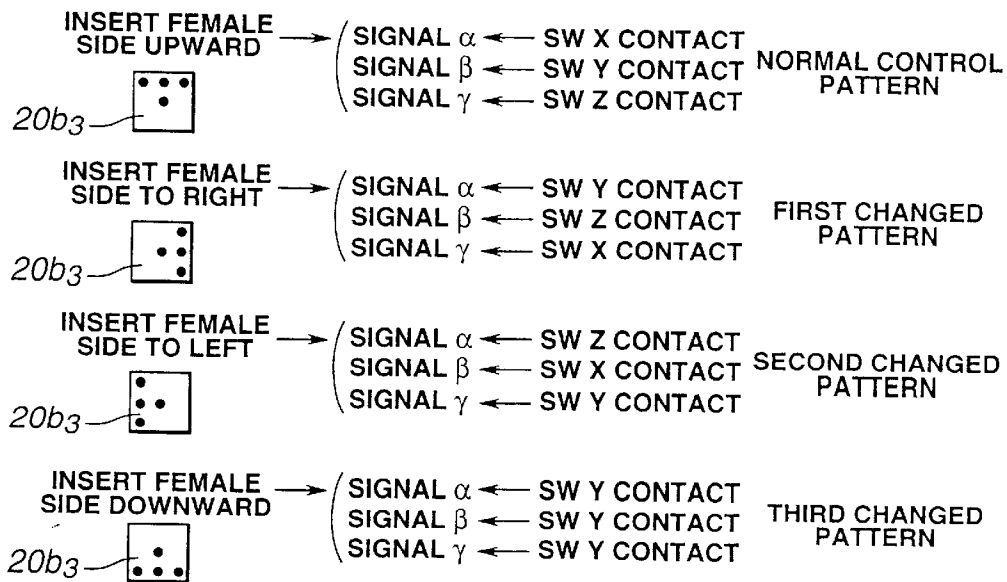 INSERT FEMALE
SIDE UPWARD
20b3
SIGNAL α SW X CONTACT
SIGNAL β SW Y CONTACT
SIGNAL γ SW Z CONTACT
NORMAL CONTROL
PATTERN
INSERT FEMALE
SIDE TO RIGHT
20b3
SIGNAL α SW Y CONTACT
SIGNAL β SW Z CONTACT
SIGNAL γ SW X CONTACT
FIRST CHANGED
PATTERN
INSERT FEMALE
SIDE TO LEFT
20b3
SIGNAL α SW Z CONTACT
SIGNAL β SW X CONTACT
SIGNAL γ SW Y CONTACT
SECOND CHANGED
PATTERN
INSERT FEMALE
SIDE DOWNWARD
20b3
SIGNAL α SW Y CONTACT
SIGNAL β SW Y CONTACT
SIGNAL γ SW Y CONTACT
THIRD CHANGED
PATTERN